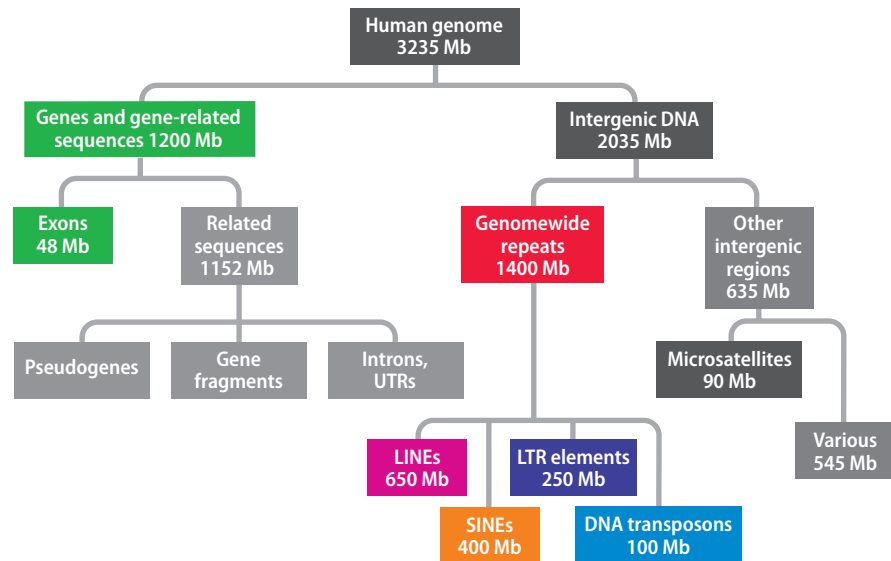 Human genome
3235 Mb
Genes and gene-related
sequences 1200 Mb
Intergenic DNA
2035 Mb
Exons
48 Mb
Related
sequences
1152 Mb
Genomewide
repeats
1400 Mb
Other
intergenic
regions
635 Mb
Pseudogenes
Gene
fragments
Introns,
UTRs
Microsatellites
90 Mb
LINEs
650 Mb
LTR elements
250 Mb
Various
545 Mb
SINEs
400 Mb
DNA transposons
100 Mb